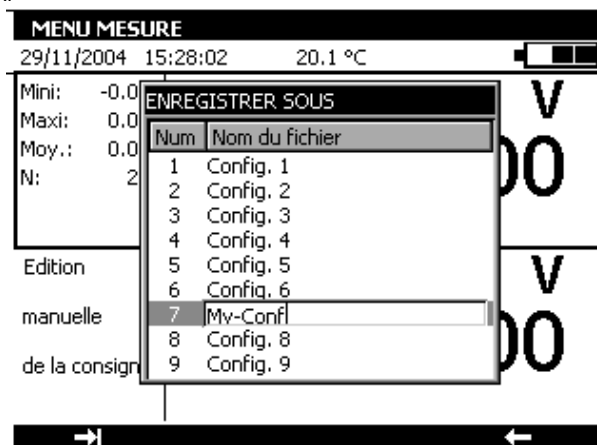 MENU MESURE
29/11/2004 15:28:02 20.1 °C
Mini: -0.0
Maxi: 0.0
Moy.: 0.0
N: 2
V
00
ENREGISTRER SOUS
Num Nom du fichier
1 Config. 1
2 Config. 2
3 Config. 3
4 Config. 4
5 Config. 5
6 Config. 6
7 My-Conf
8 Config. 8
9 Config. 9
Edition
manuelle
de la consign
V
00